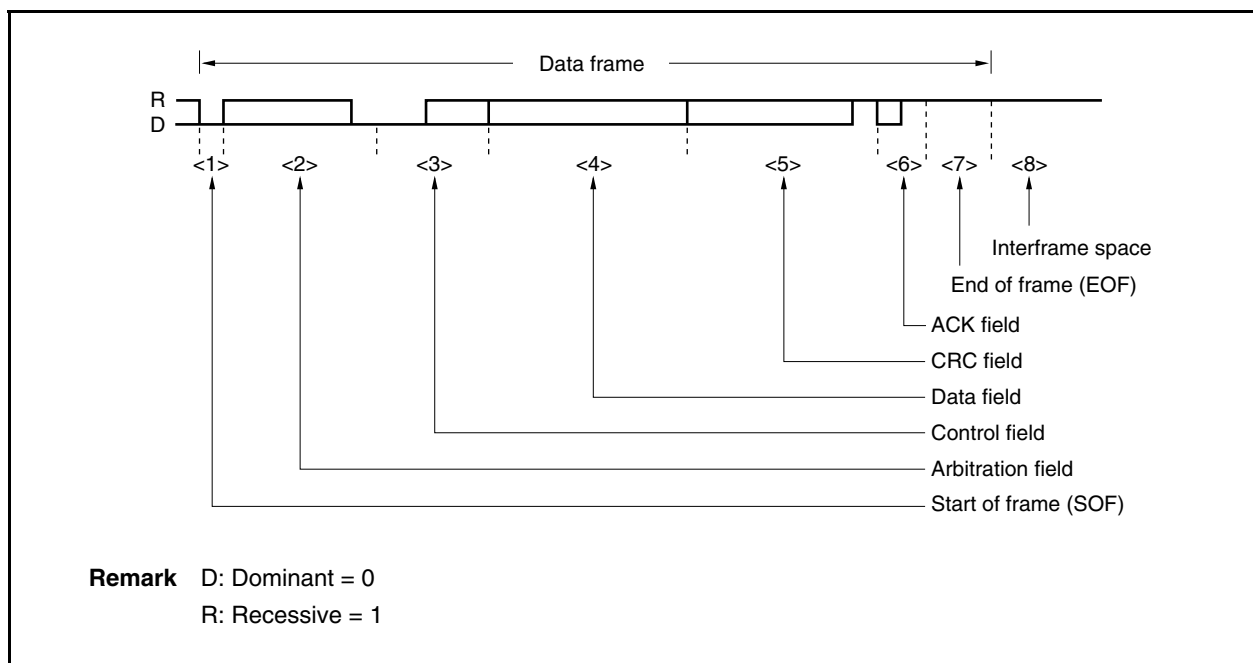 Data frame
R
D
<1> <2> <3> <4> <5> <6> <7> <8>
Interframe space
End of frame (EOF)
ACK field
CRC field
Data field
Control field
Arbitration field
Start of frame (SOF)
Remark D: Dominant = 0
R: Recessive = 1